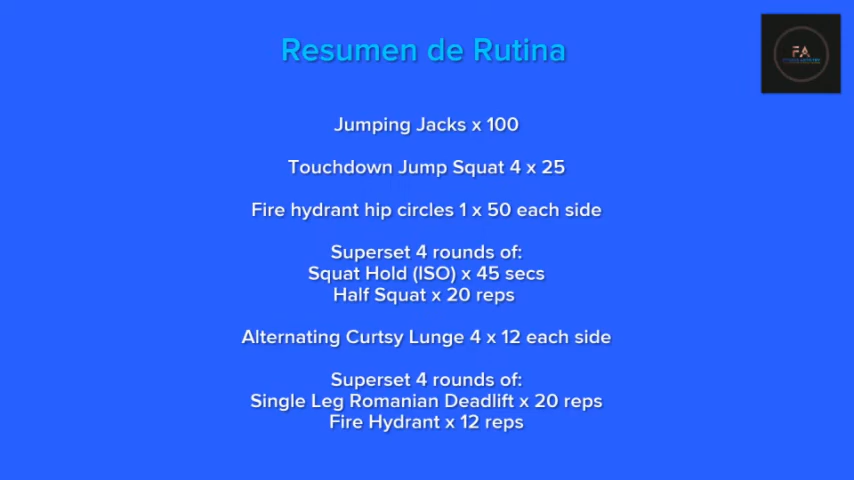 Resumen de Rutina
FA
Jumping Jacks x 100
Touchdown Jump Squat 4 x 25
Fire hydrant hip circles 1 x 50 each side
Superset 4 rounds of:
Squat Hold (ISO) x 45 secs
Half Squat x 20 reps
Alternating Curtsy Lunge 4 x 12 each side
Superset 4 rounds of:
Single Leg Romanian Deadlift x 20 reps
Fire Hydrant x 12 reps